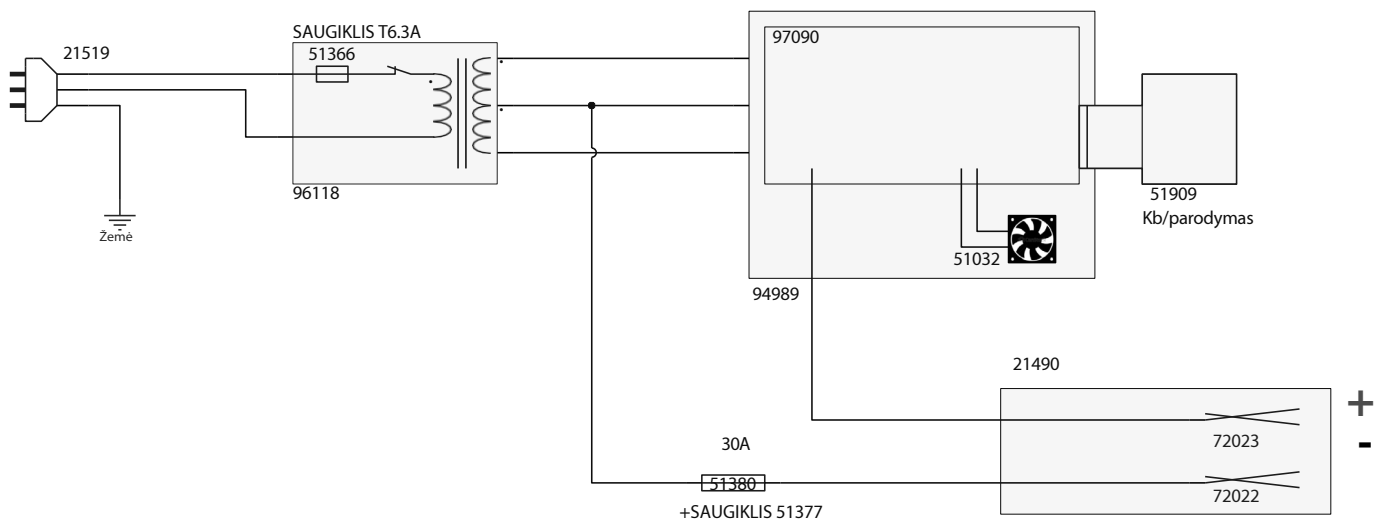 SAUGIKLIS T6.3A
21519
51366
97090
96118
51909
Kb/parodymas
Žemė
51032
94989
21490
+
72023
-
30A
51380
72022
+SAUGIKLIS 51377